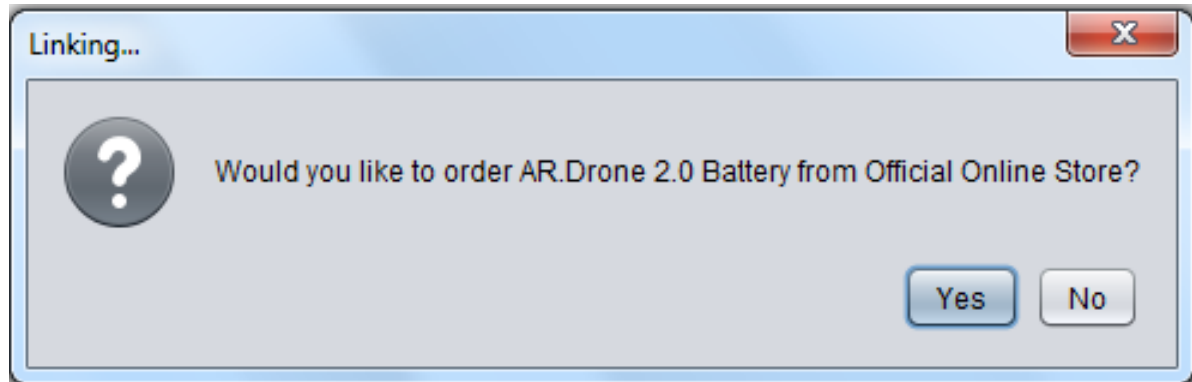 Linking...
Would you like to order AR.Drone 2.0 Battery from Official Online Store?
Yes
No